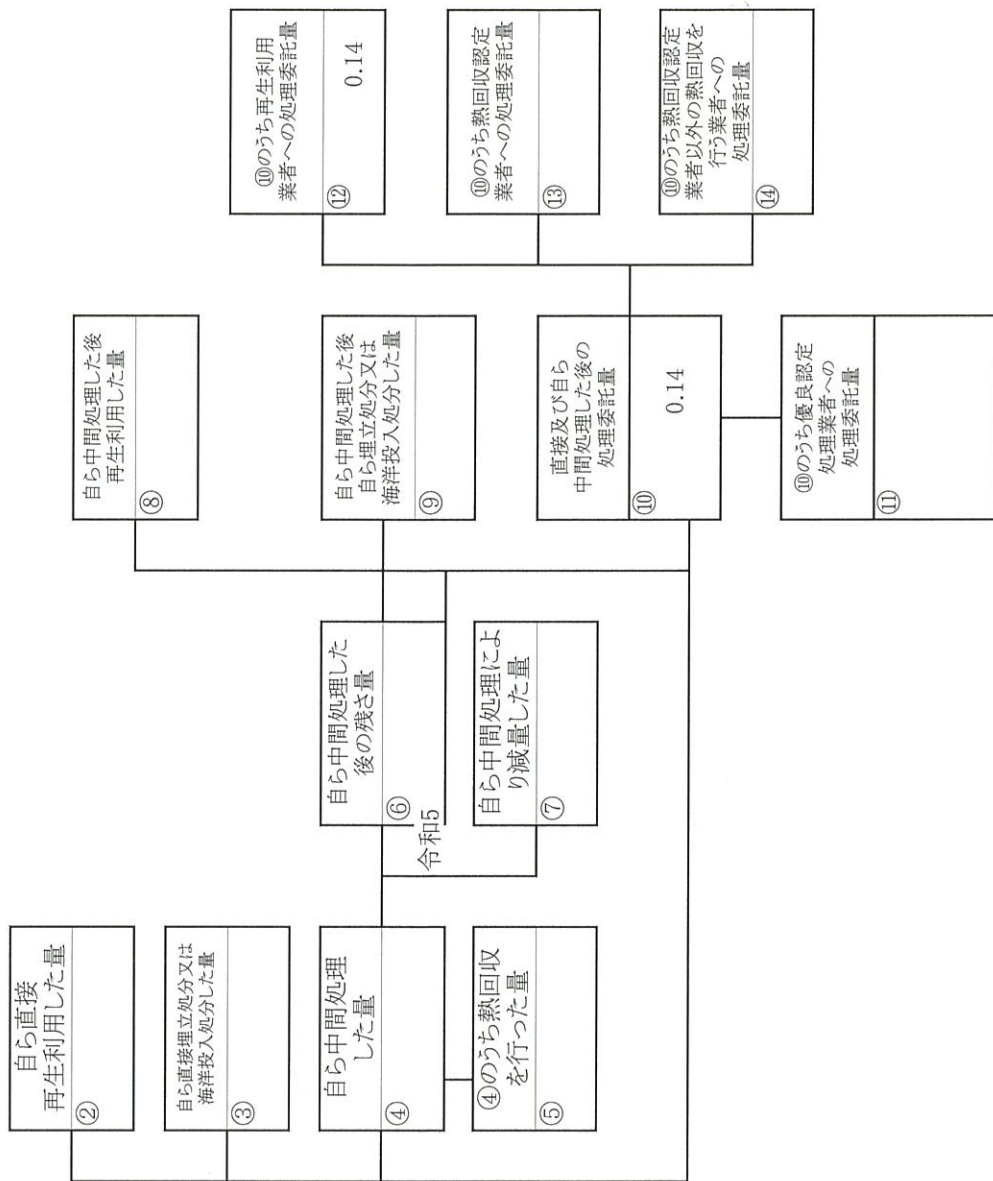 自ら直接
再生利用した量
②
自ら直接埋立処分又は
海洋投入処分した量
③
自ら中間処理
した量
④
④のうち熱回収
を行った量
⑤
自ら中間処理した
後の残さ量
⑥
令和5
自ら中間処理によ
り減量した量
⑦
自ら中間処理した後
再生利用した量
⑧
自ら中間処理した後
自ら埋立処分又は
海洋投入処分した量
⑨
直接及び自ら
中間処理した後の
処理委託量
⑩
0.14
⑩のうち優良認定
処理業者への
処理委託量
⑪
⑩のうち再生利用
業者への処理委託量
⑫
0.14
⑩のうち熱回収認定
業者への処理委託量
⑬
⑩のうち熱回収認定
業者以外の熱回収を
行う業者への
処理委託量
⑭